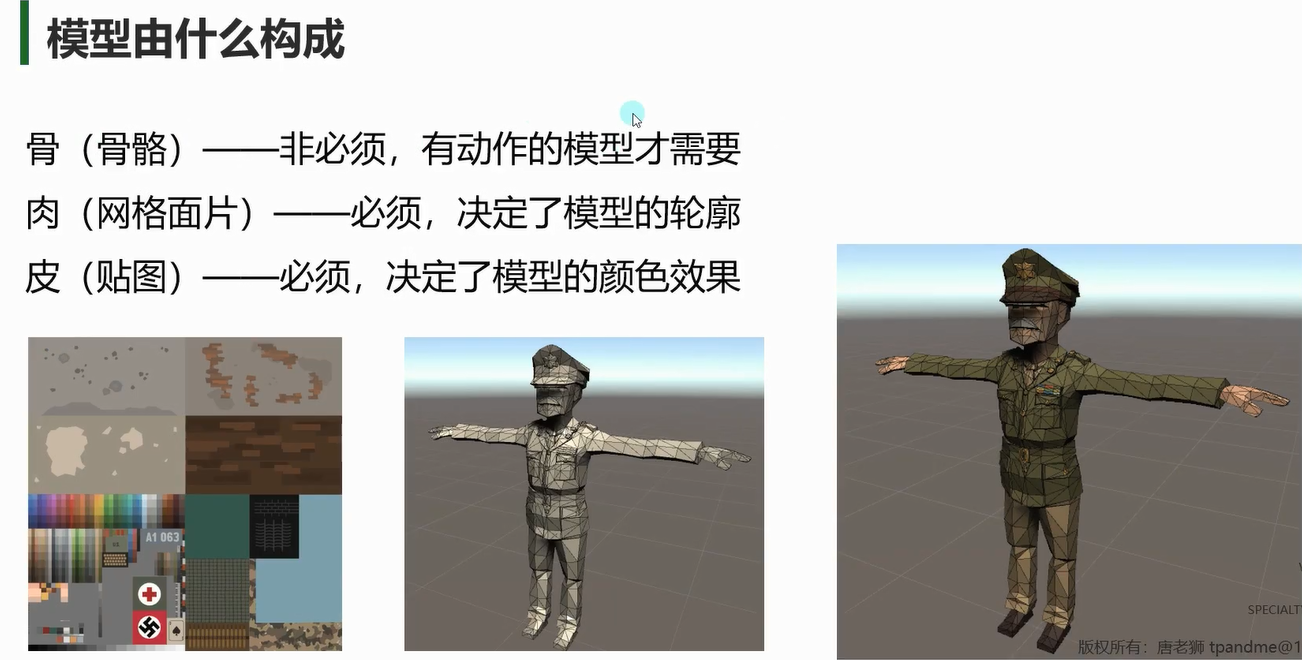 模型由什么构成
骨（骨骼）——非必须，有动作的模型才需要
肉（网格面片）——必须，决定了模型的轮廓
皮（贴图）——必须，决定了模型的颜色效果
A1 063
SPECIALT
版权所有：唐老狮 tpandme@1